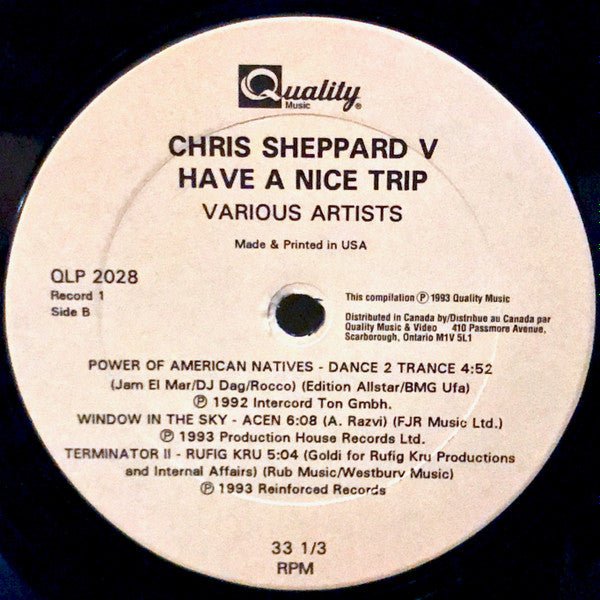 Quality
Music ®
CHRIS SHEPPARD V
HAVE A NICE TRIP
VARIOUS ARTISTS
Made & Printed in USA
QLP 2028
Record 1
Side B
This compilation Ⓟ 1993 Quality Music
Distributed in Canada by/Distribue au Canada par
Quality Music & Video 410 Passmore Avenue,
Scarborough, Ontario M1V 5L1
POWER OF AMERICAN NATIVES - DANCE 2 TRANCE 4:52
(Jam El Mar/DJ Dag/Rocco) (Edition Allstar/BMG Ufa)
Ⓟ 1992 Intercord Ton Gmbh.
WINDOW IN THE SKY - ACEN 6:08 (A. Razvi) (FJR Music Ltd.)
Ⓟ 1993 Production House Records Ltd.
TERMINATOR II - RUFIG KRU 5:04 (Goldi for Rufig Kru Productions
and Internal Affairs) (Rub Music/Westbury Music)
Ⓟ 1993 Reinforced Records
33 1/3
RPM